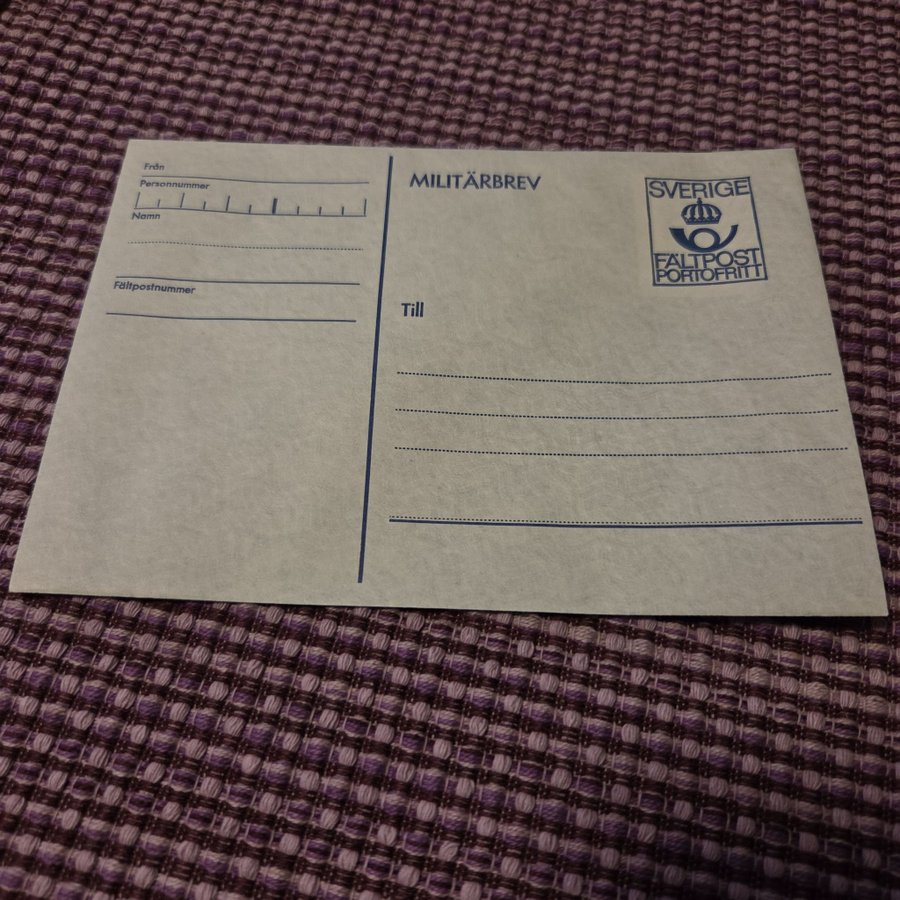 Från
Personnummer
Namn
Fältpostnummer
MILITÄRBREV
SVERIGE
FÄLTPOST
PORTOFRITT
Till